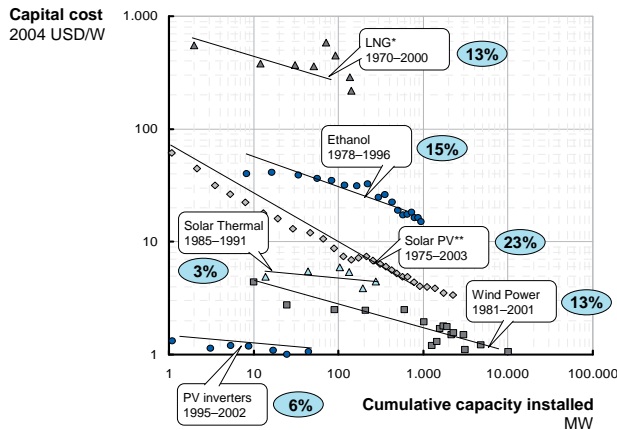 Capital cost
2004 USD/W
1.000
100
10
1
1
10
100
1000
10.000
100.000
LNG*
1970–2000
13%
Ethanol
1978–1996
15%
Solar Thermal
1985–1991
3%
Solar PV**
1975–2003
23%
Wind Power
1981–2001
13%
PV inverters
1995–2002
6%
Cumulative capacity installed
MW